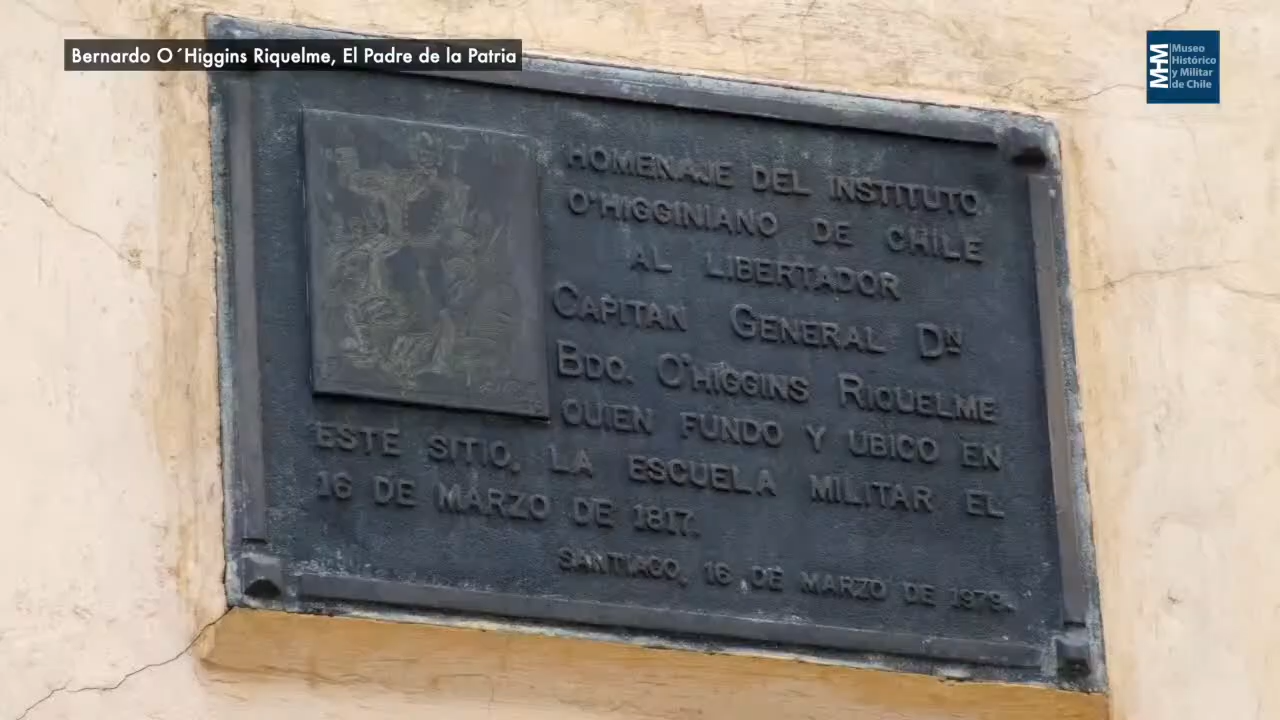 Bernardo O´Higgins Riquelme, El Padre de la Patria
MHM
Museo
Histórico
y Militar
de Chile
HOMENAJE DEL INSTITUTO
O'HIGGINIANO DE CHILE
AL LIBERTADOR
CAPITAN GENERAL DN
BDO. O'HIGGINS RIQUELME
QUIEN FUNDO Y UBICO EN
ESTE SITIO, LA ESCUELA MILITAR EL
16 DE MARZO DE 1817.
SANTIAGO, 16 DE MARZO DE 1979.